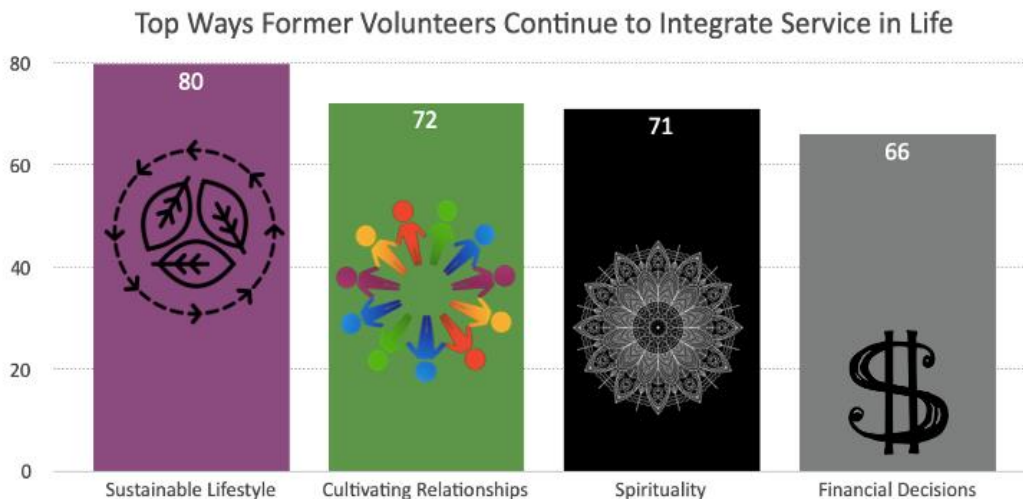 Top Ways Former Volunteers Continue to Integrate Service in Life
80
60
40
20
0
80
72
71
66
Sustainable Lifestyle
Cultivating Relationships
Spirituality
Financial Decisions